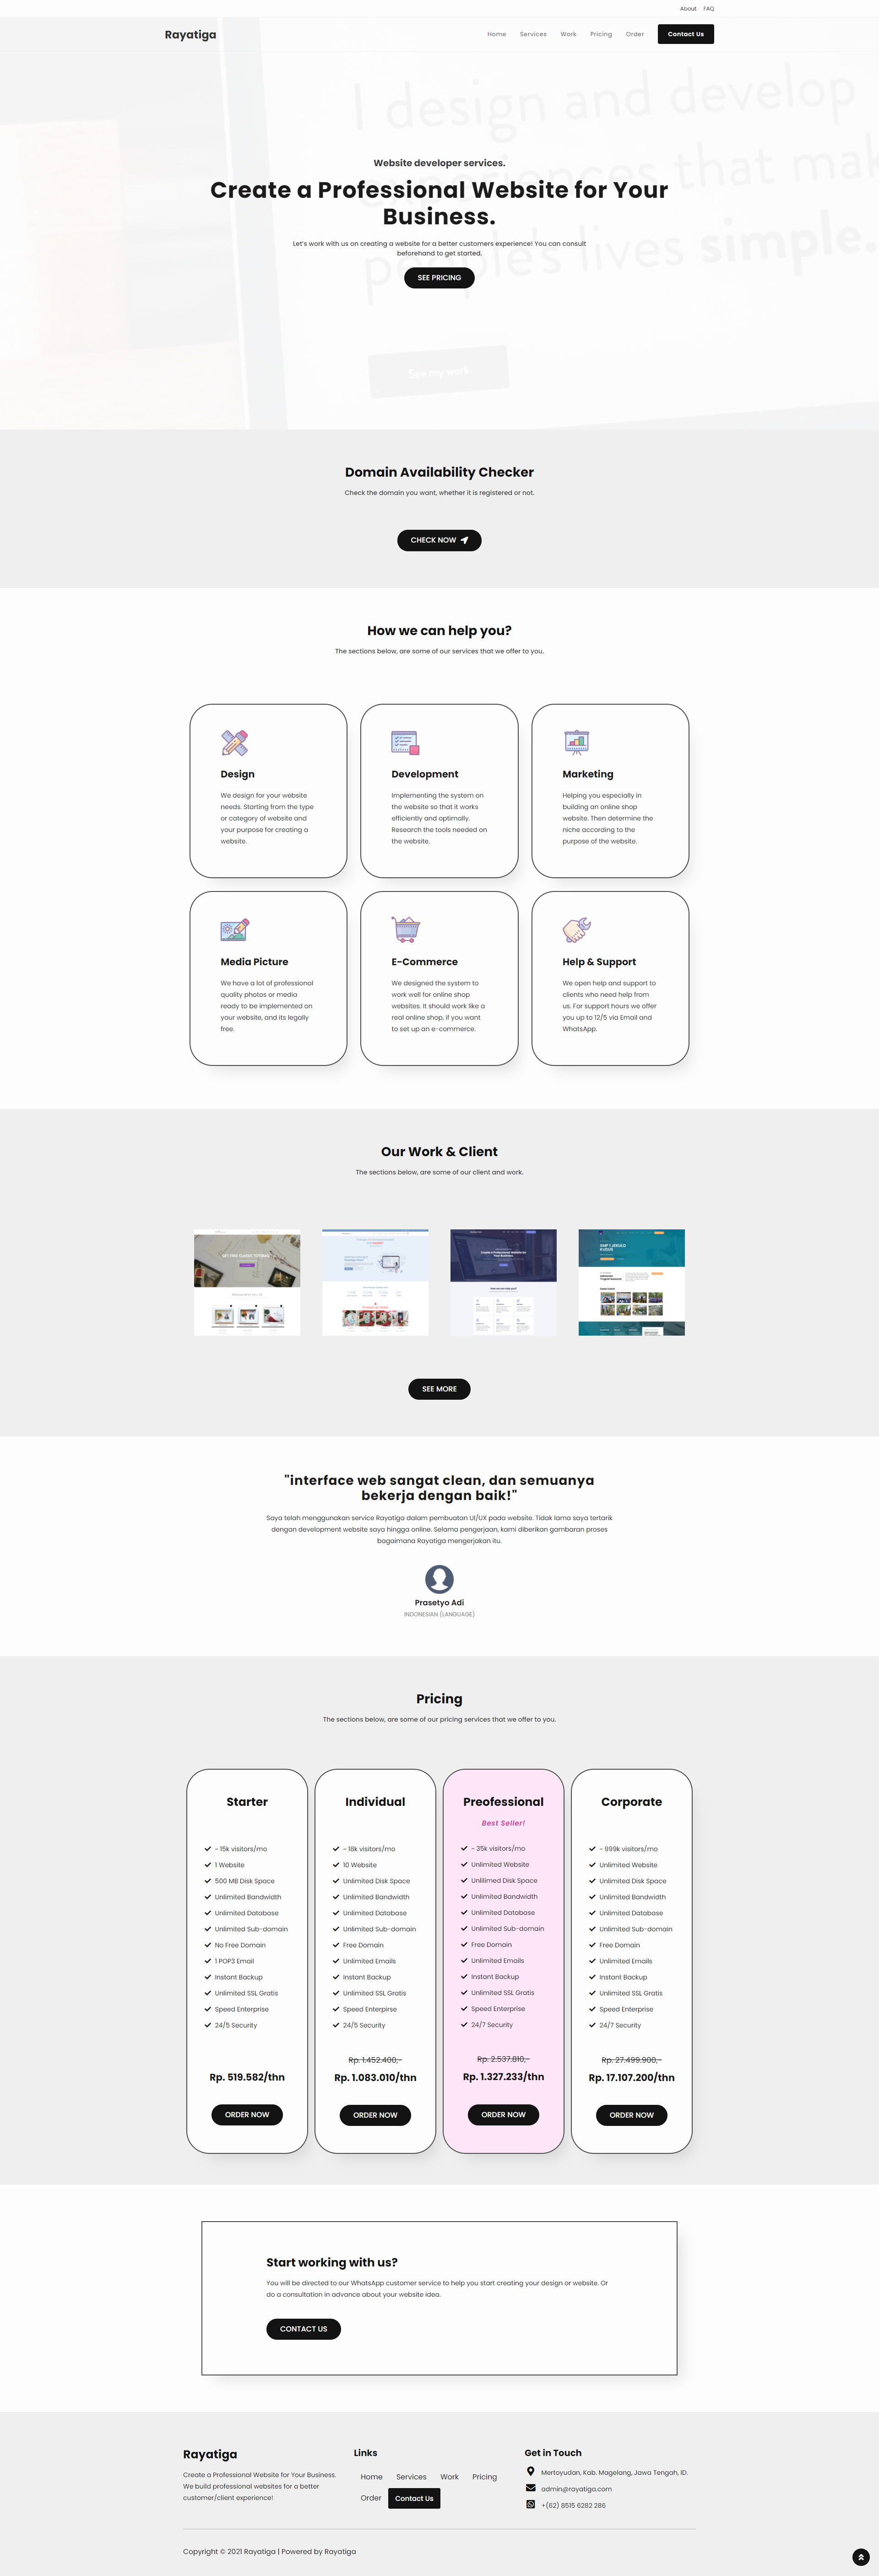 About FAQ
Rayatiga
Home Services Work Pricing Order Contact Us
I design and develop
experiences that mak
people's lives simple.
See my work
Website developer services.
Create a Professional Website for Your
Business.
Let's work with us on creating a website for a better customers experience! You can consult
beforehand to get started.
SEE PRICING
Domain Availability Checker
Check the domain you want, whether it is registered or not.
CHECK NOW
How we can help you?
The sections below, are some of our services that we offer to you.
Design
We design for your website
needs. Starting from the type
or category of website and
your purpose for creating a
website.
Development
Implementing the system on
the website so that it works
efficiently and optimally.
Research the tools needed on
the website.
Marketing
Helping you especially in
building an online shop
website. Then determine the
niche according to the
purpose of the website.
Media Picture
We have a lot of professional
quality photos or media
ready to be implemented on
your website, and its legally
free.
E-Commerce
We designed the system to
work well for online shop
websites. It should work like a
real online shop, if you want
to set up an e-commerce.
Help & Support
We open help and support to
clients who need help from
us. For support hours we offer
you up to 12/5 via Email and
WhatsApp.
Our Work & Client
The sections below, are some of our client and work.
SEE MORE
"interface web sangat clean, dan semuanya
bekerja dengan baik!"
Saya telah menggunakan service Rayatiga dalam pembuatan UI/UX pada website. Tidak lama saya tertarik
dengan development website saya hingga online. Selama pengerjaan, kami diberikan gambaran proses
bagaimana Rayatiga mengerjakan itu.
Prasetyo Adi
INDONESIAN (LANGUAGE)
Pricing
The sections below, are some of our pricing services that we offer to you.
Starter
~ 15k visitors/mo
1 Website
500 MB Disk Space
Unlimited Bandwidth
Unlimited Database
Unlimited Sub-domain
No Free Domain
1 POP3 Email
Instant Backup
Unlimited SSL Gratis
Speed Enterprise
24/5 Security
Rp. 519.582/thn
ORDER NOW
Individual
~ 18k visitors/mo
10 Website
Unlimited Disk Space
Unlimited Bandwidth
Unlimited Database
Unlimited Sub-domain
Free Domain
Unlimited Emails
Instant Backup
Unlimited SSL Gratis
Speed Enterpirse
24/5 Security
Rp. 1.452.400,-
Rp. 1.083.010/thn
ORDER NOW
Preofessional
Best Seller!
~ 35k visitors/mo
Unlimited Website
Unlilimed Disk Space
Unlimited Bandwidth
Unlimited Database
Unlimited Sub-domain
Free Domain
Unlimited Emails
Instant Backup
Unlimited SSL Gratis
Speed Enterprise
24/7 Security
Rp. 2.537.810,-
Rp. 1.327.233/thn
ORDER NOW
Corporate
~ 999k visitors/mo
Unlimited Website
Unlimited Disk Space
Unlimited Bandwidth
Unlimited Database
Unlimited Sub-domain
Free Domain
Unlimited Emails
Instant Backup
Unlimited SSL Gratis
Speed Enterprise
24/7 Security
Rp. 27.499.900,-
Rp. 17.107.200/thn
ORDER NOW
Start working with us?
You will be directed to our WhatsApp customer service to help you start creating your design or website. Or
do a consultation in advance about your website idea.
CONTACT US
Rayatiga
Create a Professional Website for Your Business.
We build professional websites for a better
customer/client experience!
Links
Home Services Work Pricing
Order Contact Us
Get in Touch
Mertoyudan, Kab. Magelang, Jawa Tengah, ID.
admin@rayatiga.com
+(62) 8515 6282 286
Copyright © 2021 Rayatiga | Powered by Rayatiga